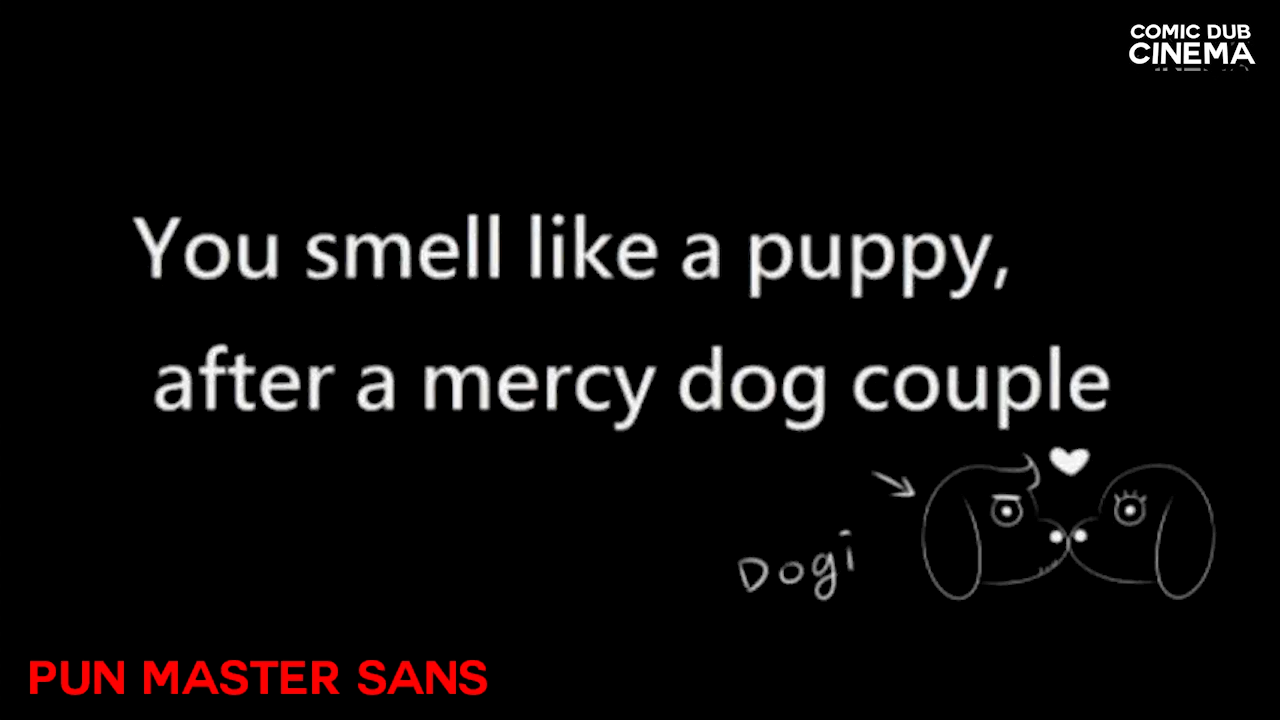 COMIC DUB
CINEMA
You smell like a puppy,
after a mercy dog couple
Dogi
PUN MASTER SANS